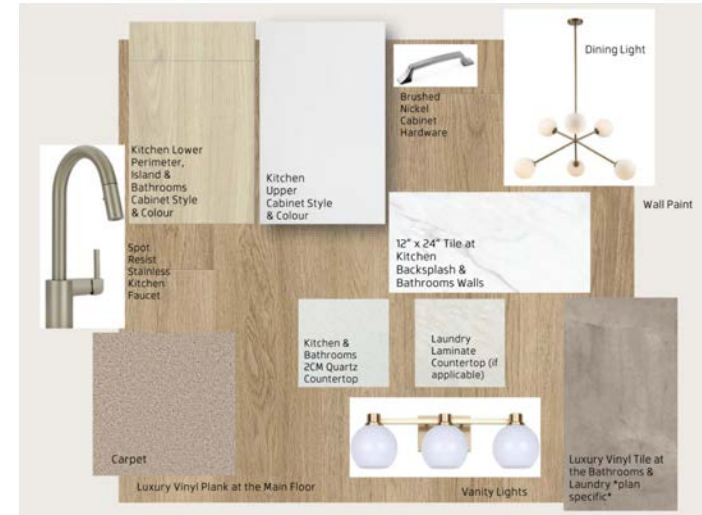 Dining Light
Brushed
Nickel
Cabinet
Hardware
Kitchen Lower
Perimeter,
Island &
Bathrooms
Cabinet Style
& Colour
Kitchen
Upper
Cabinet Style
& Colour
Wall Paint
12" x 24" Tile at
Kitchen
Backsplash &
Bathrooms Walls
Spot
Resist
Stainless
Kitchen
Faucet
Kitchen &
Bathrooms
2CM Quartz
Countertop
Laundry
Laminate
Countertop (if
applicable)
Carpet
Luxury Vinyl Tile at
the Bathrooms &
Laundry *plan
specific*
Luxury Vinyl Plank at the Main Floor
Vanity Lights